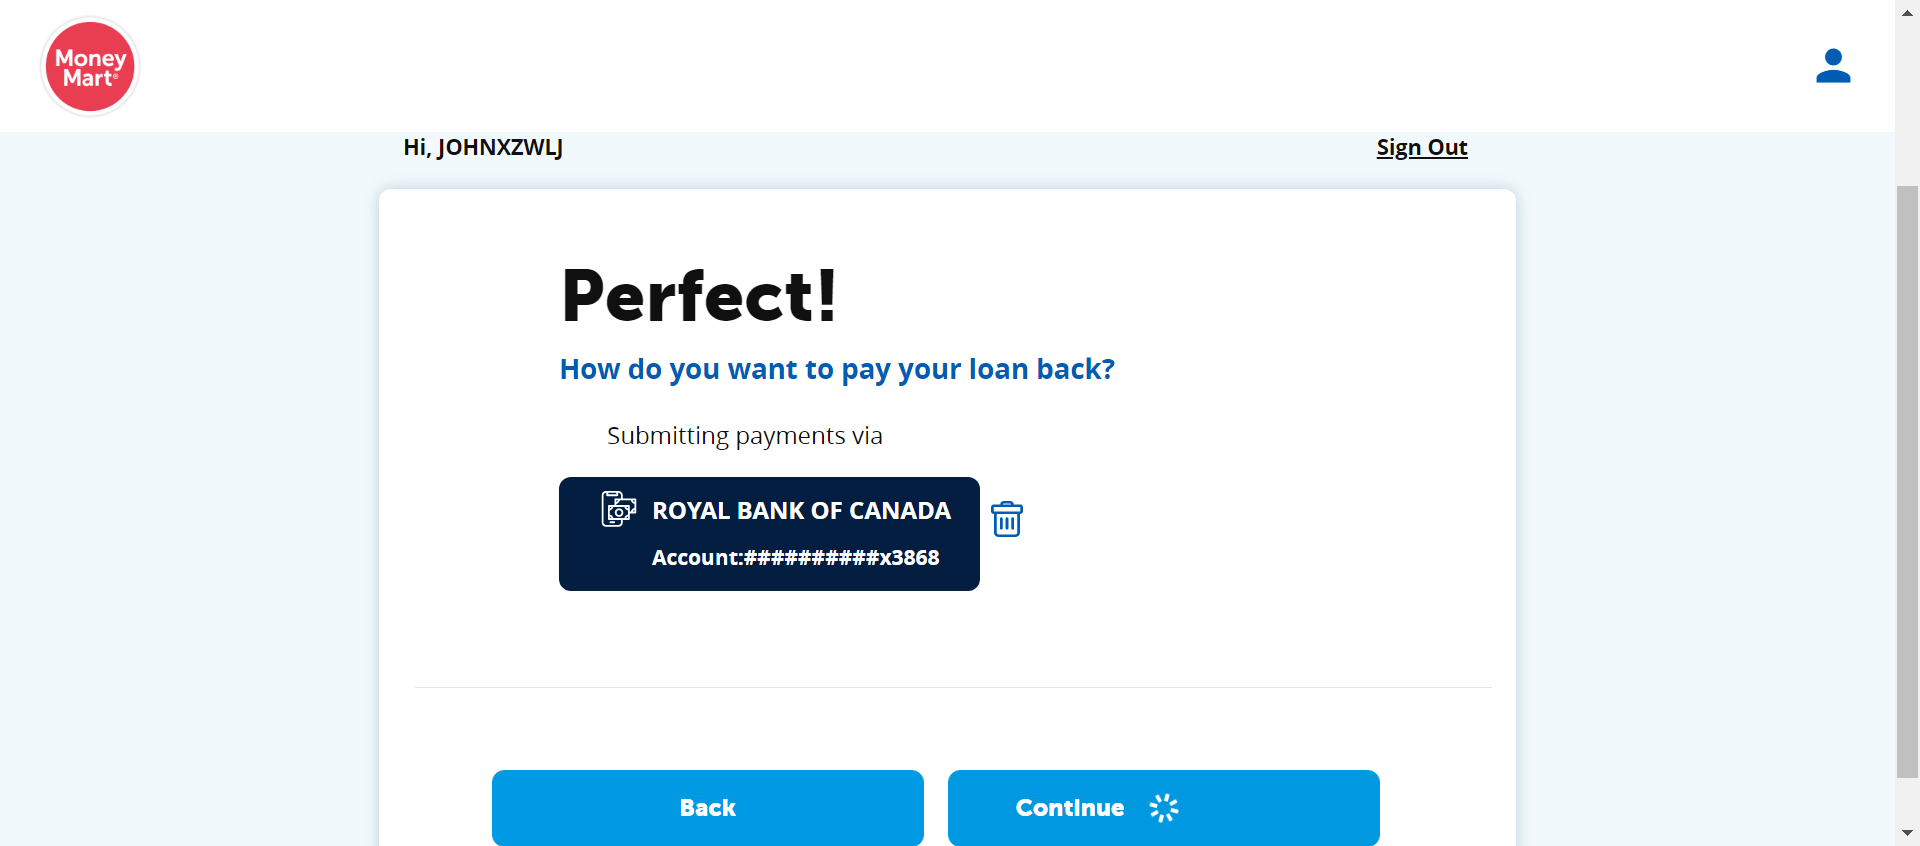 Money
Mart®
Hi, JOHNXZWLJ
Sign Out
Perfect!
How do you want to pay your loan back?
Submitting payments via
ROYAL BANK OF CANADA
Account:##########x3868
Back
Continue